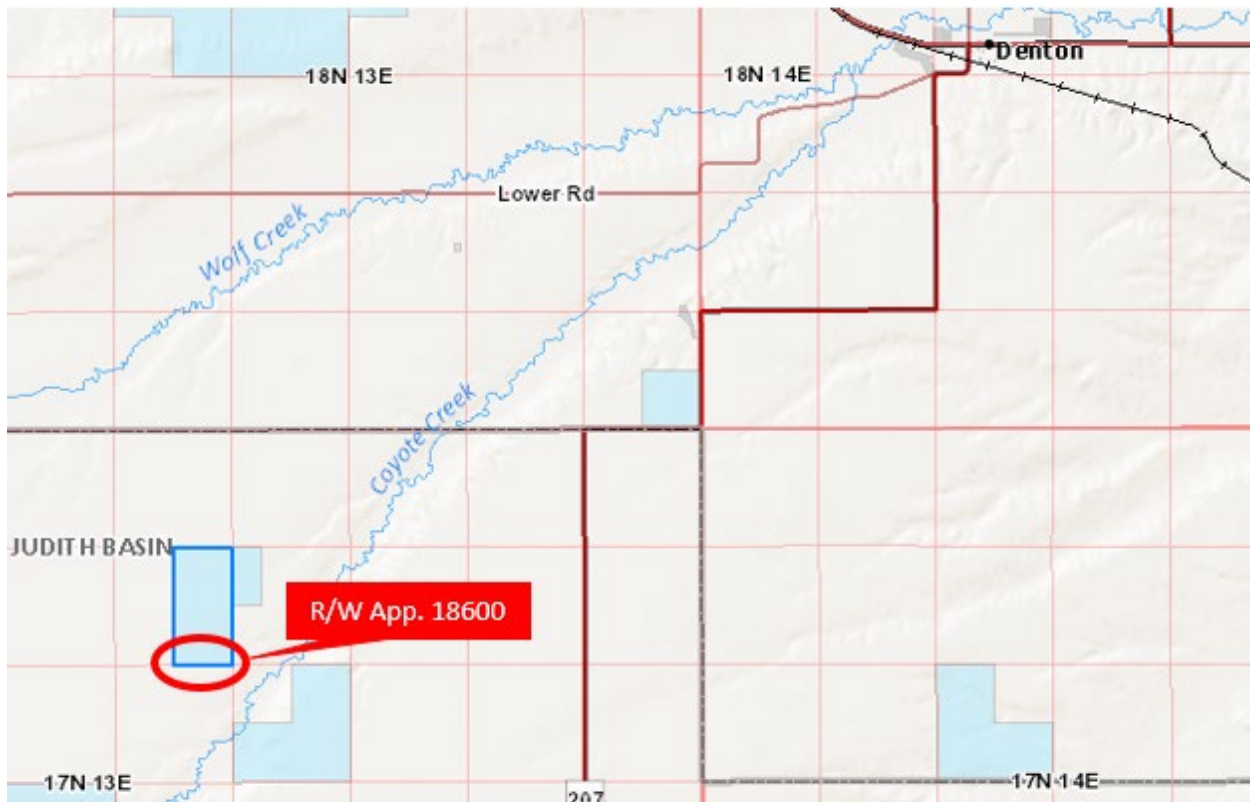 18N 13E
18N 14E
Denton
Lower Rd
Wolf Creek
Coyote Creek
JUDITH BASIN
R/W App. 18600
17N 13E
17N 14E
207